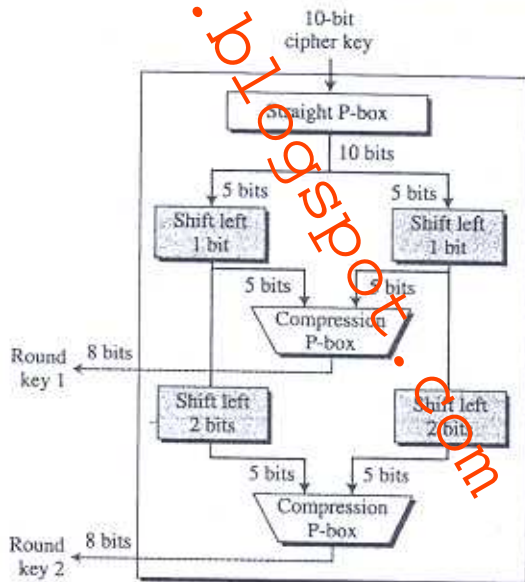 10-bit
cipher key
Straight P-box
10 bits
5 bits
5 bits
Shift left
1 bit
Shift left
1 bit
5 bits
5 bits
Compression
P-box
Round
key 1
8 bits
Shift left
2 bits
Shift left
2 bits
5 bits
5 bits
Compression
P-box
Round
key 2
8 bits
.blogspot.com